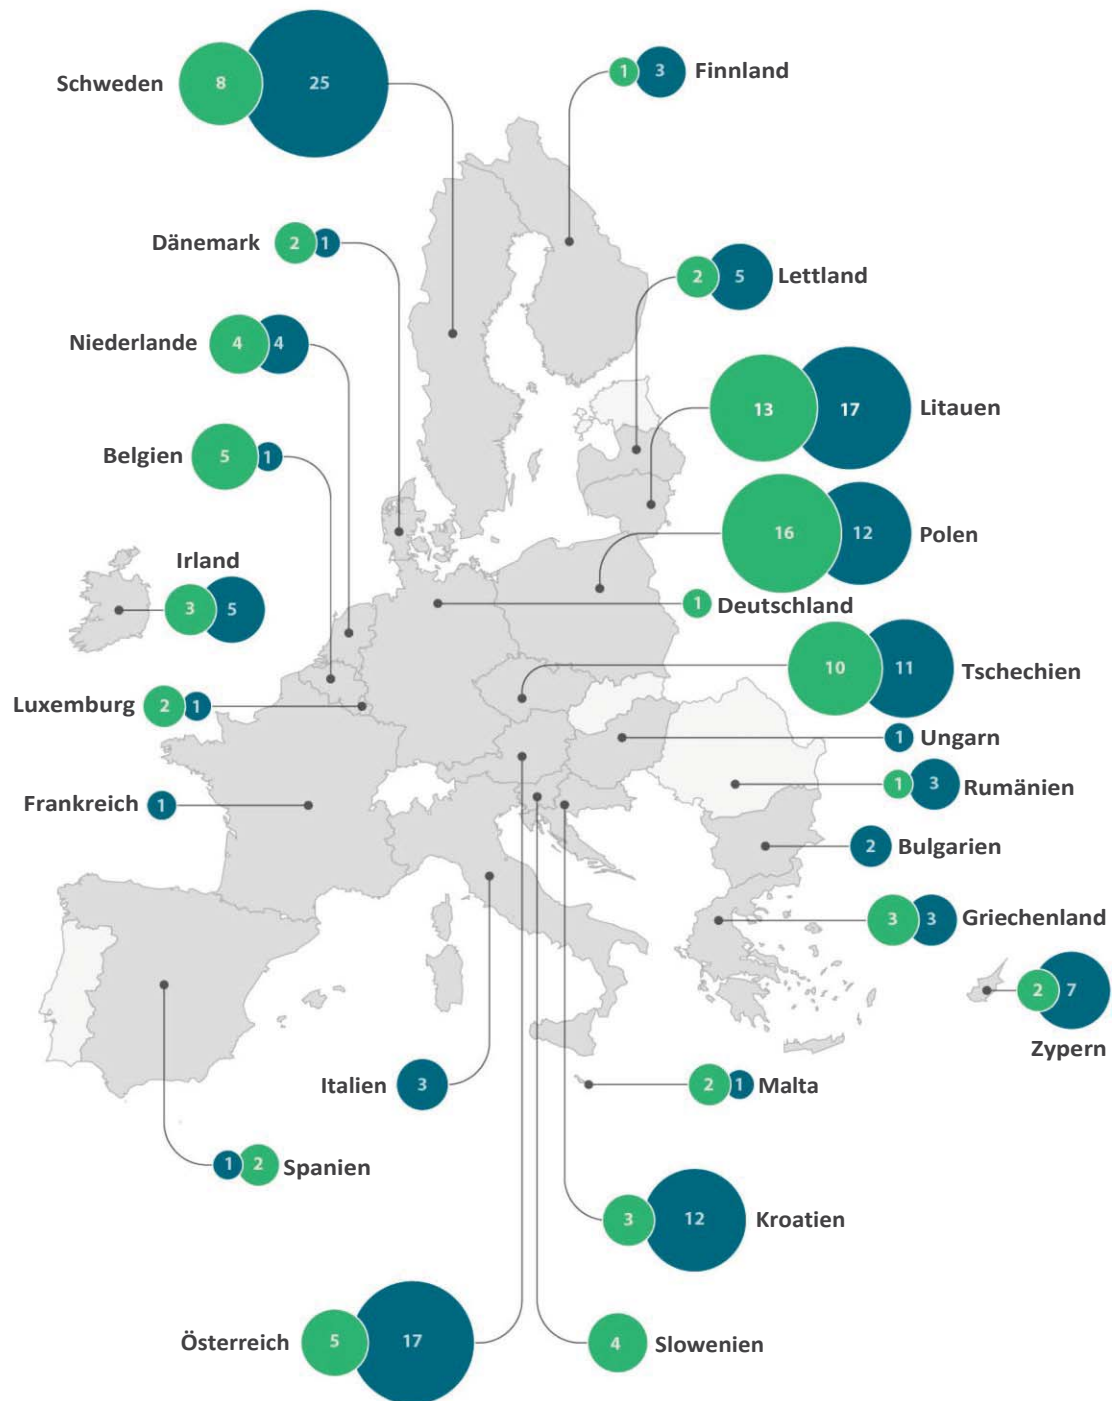 Schweden 8 25
1 3 Finnland
Dänemark 2 1
2 5 Lettland
Niederlande 4 4
13 17 Litauen
Belgien 5 1
16 12 Polen
Irland
3 5
1 Deutschland
10 11 Tschechien
Luxemburg 2 1
1 Ungarn
1 3 Rumänien
Frankreich 1
2 Bulgarien
3 3 Griechenland
2 7
Zypern
Italien 3
2 1 Malta
1 2 Spanien
3 12 Kroatien
Österreich 5 17
4 Slowenien